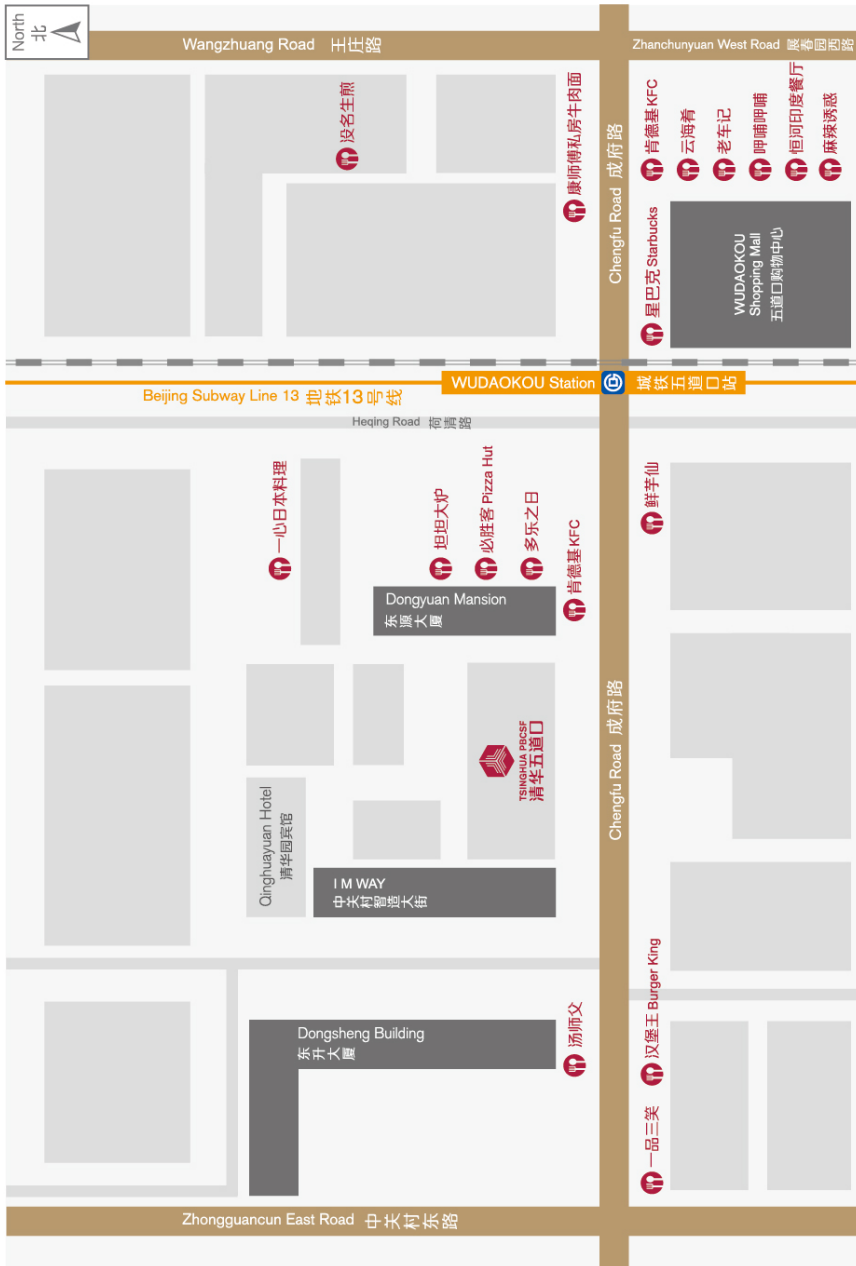 North
北
Wangzhuang Road 王庄路
Zhanchunyuan West Road 展春园西路
没名生煎
康师傅私房牛肉面
Chengfu Road 成府路
肯德基KFC
云海肴
老车记
呷哺呷哺
恒河印度餐厅
麻辣诱惑
星巴克 Starbucks
WUDAOKOU
Shopping Mall
五道口购物中心
WUDAOKOU Station
城铁五道口站
Beijing Subway Line 13 地铁13号线
Heqing Road 荷清路
一心日本料理
坦坦大炉
必胜客 Pizza Hut
多乐之日
肯德基KFC
鲜芋仙
Dongyuan Mansion
东源大厦
TSINGHUA PBCSF
清华五道口
Chengfu Road 成府路
Qinghuayuan Hotel
清华园宾馆
I M WAY
中关村智造大街
Dongsheng Building
东升大厦
汤师父
汉堡王 Burger King
一品三笑
Zhongguancun East Road 中关村东路